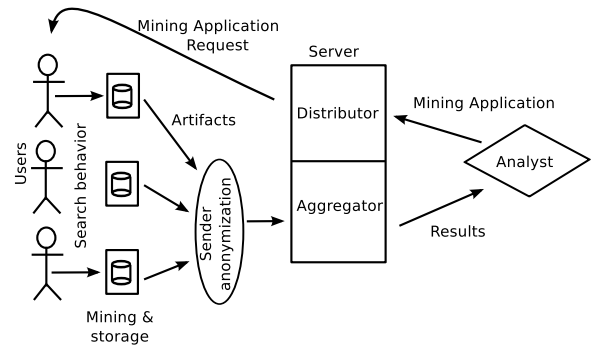 Mining Application
Request
Server
Distributor
Mining Application
Artifacts
Users
Search behavior
Analyst
Sender
anonymization
Aggregator
Results
Mining &
storage